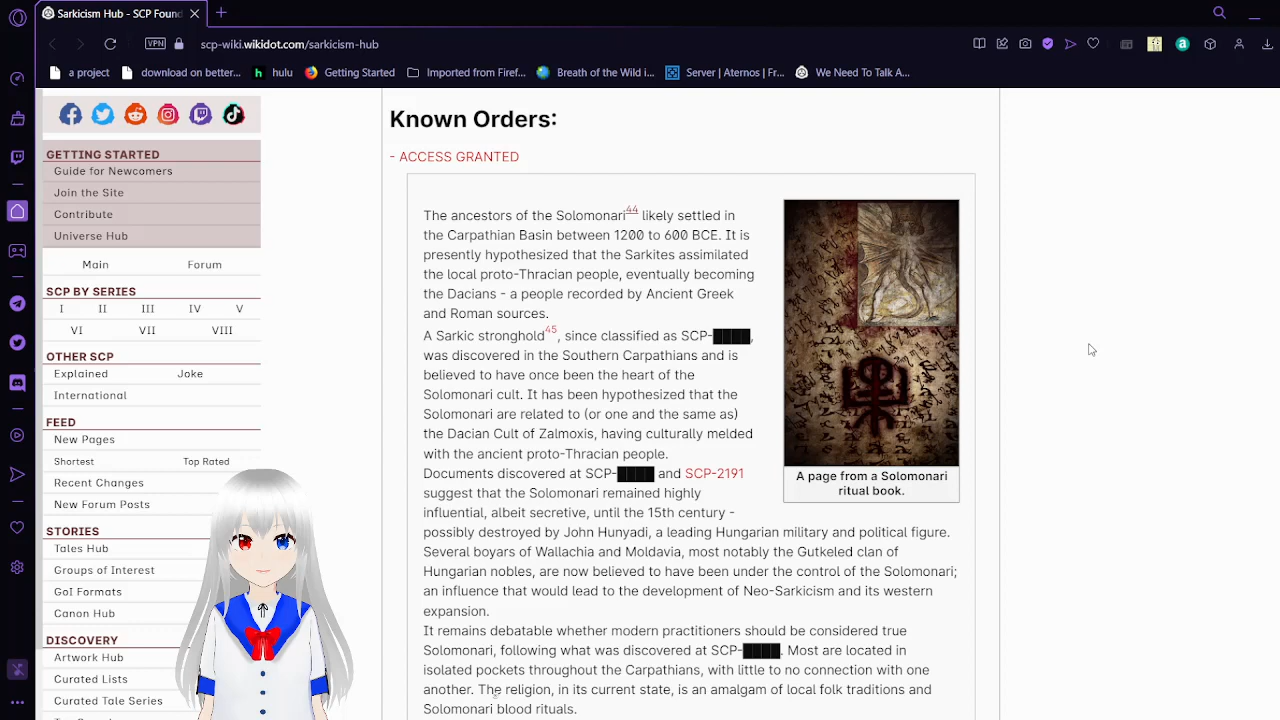 Sarkicism Hub - SCP Found
scp-wiki.wikidot.com/sarkicism-hub
VPN
a project
download on better...
hulu
Getting Started
Imported from Firef...
Breath of the Wild i...
Server | Aternos | Fr...
We Need To Talk A...
GETTING STARTED
Guide for Newcomers
Join the Site
Contribute
Universe Hub
Main
Forum
SCP BY SERIES
I II III IV V
VI VII VIII
OTHER SCP
Explained
Joke
International
FEED
New Pages
Shortest
Top Rated
Recent Changes
New Forum Posts
STORIES
Tales Hub
Groups of Interest
GoI Formats
Canon Hub
DISCOVERY
Artwork Hub
Curated Lists
Curated Tale Series
Known Orders:
- ACCESS GRANTED
The ancestors of the Solomonari44 likely settled in
the Carpathian Basin between 1200 to 600 BCE. It is
presently hypothesized that the Sarkites assimilated
the local proto-Thracian people, eventually becoming
the Dacians - a people recorded by Ancient Greek
and Roman sources.
A Sarkic stronghold45, since classified as SCP-████,
was discovered in the Southern Carpathians and is
believed to have once been the heart of the
Solomonari cult. It has been hypothesized that the
Solomonari are related to (or one and the same as)
the Dacian Cult of Zalmoxis, having culturally melded
with the ancient proto-Thracian people.
Documents discovered at SCP-████ and SCP-2191
suggest that the Solomonari remained highly
influential, albeit secretive, until the 15th century -
possibly destroyed by John Hunyadi, a leading Hungarian military and political figure.
Several boyars of Wallachia and Moldavia, most notably the Gutkeled clan of
Hungarian nobles, are now believed to have been under the control of the Solomonari;
an influence that would lead to the development of Neo-Sarkicism and its western
expansion.
It remains debatable whether modern practitioners should be considered true
Solomonari, following what was discovered at SCP-████. Most are located in
isolated pockets throughout the Carpathians, with little to no connection with one
another. The religion, in its current state, is an amalgam of local folk traditions and
Solomonari blood rituals.
A page from a Solomonari
ritual book.